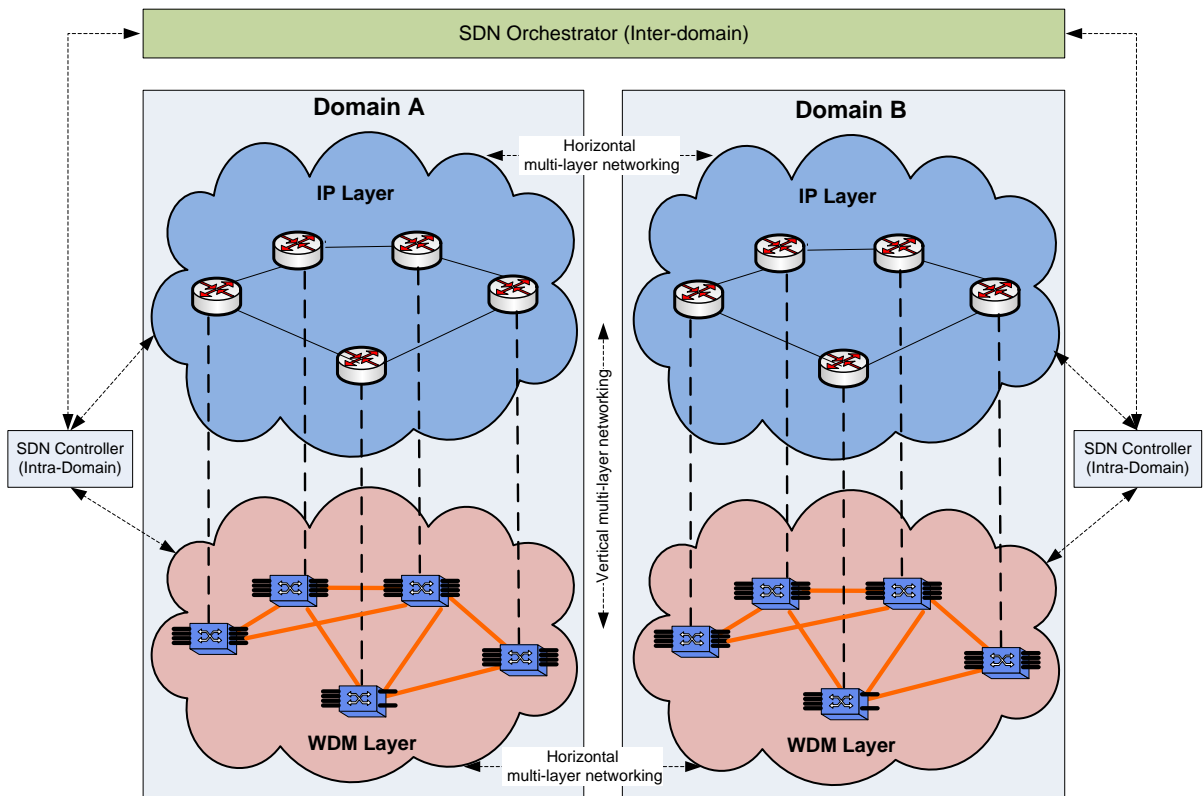 SDN Orchestrator (Inter-domain)
Domain A
Domain B
Horizontal
multi-layer networking
IP Layer
IP Layer
SDN Controller
(Intra-Domain)
Vertical multi-layer networking
SDN Controller
(Intra-Domain)
WDM Layer
WDM Layer
Horizontal
multi-layer networking